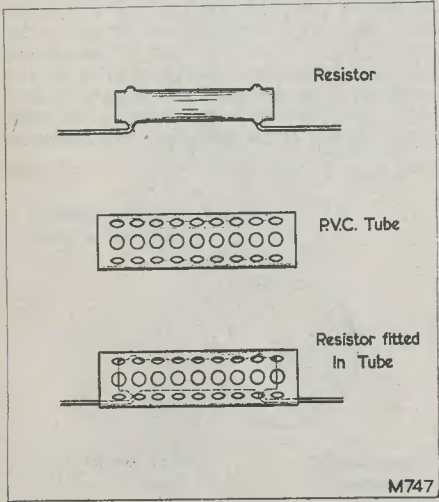 Resistor
P.V.C. Tube
Resistor fitted
in Tube
M747